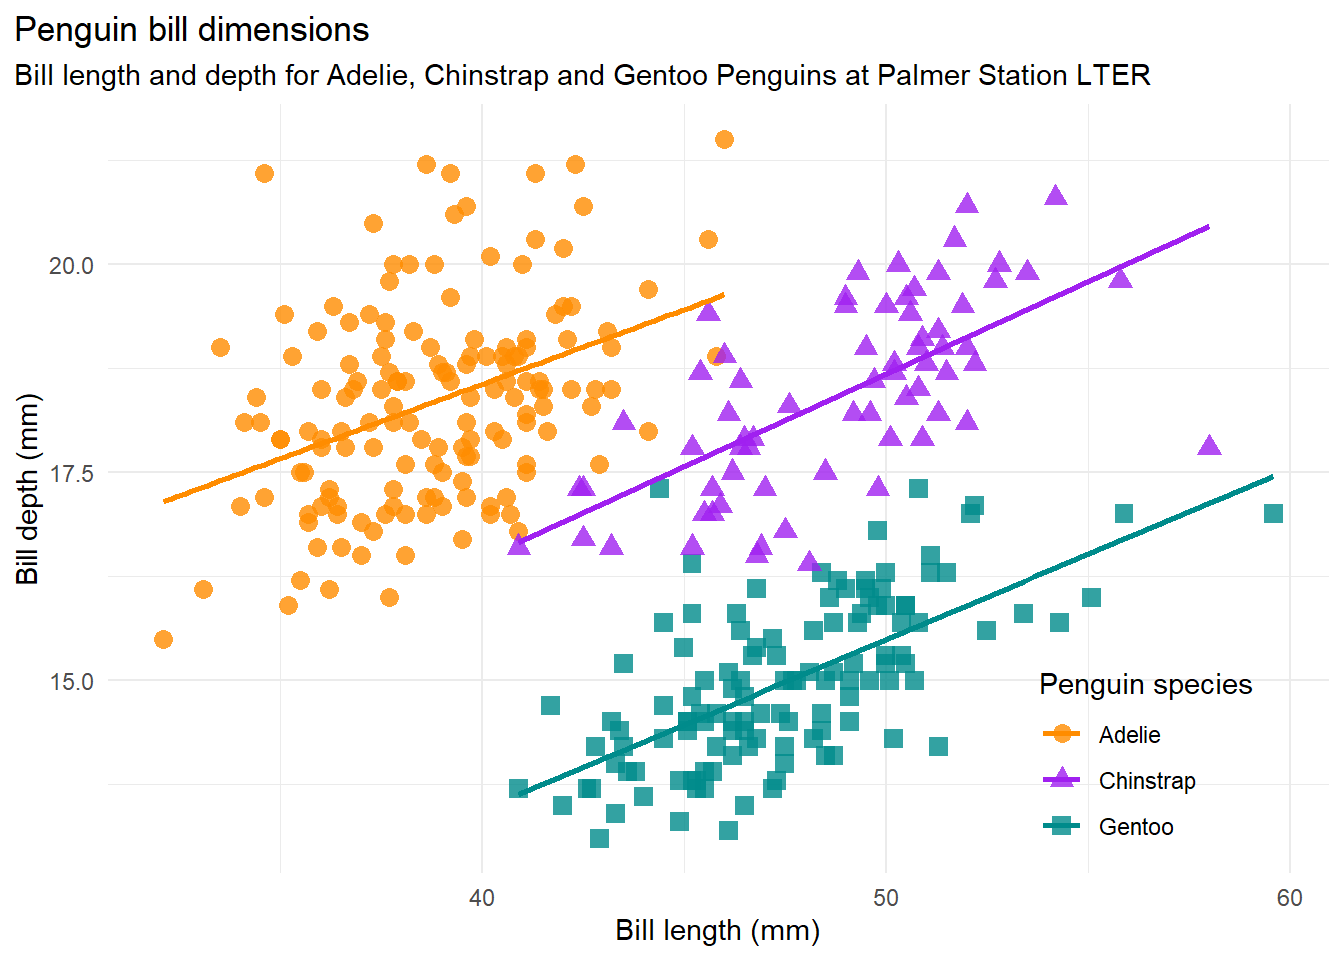 Penguin bill dimensions
Bill length and depth for Adelie, Chinstrap and Gentoo Penguins at Palmer Station LTER
Bill depth (mm)
20.0
17.5
15.0
Penguin species
Adelie
Chinstrap
Gentoo
40 50 60
Bill length (mm)